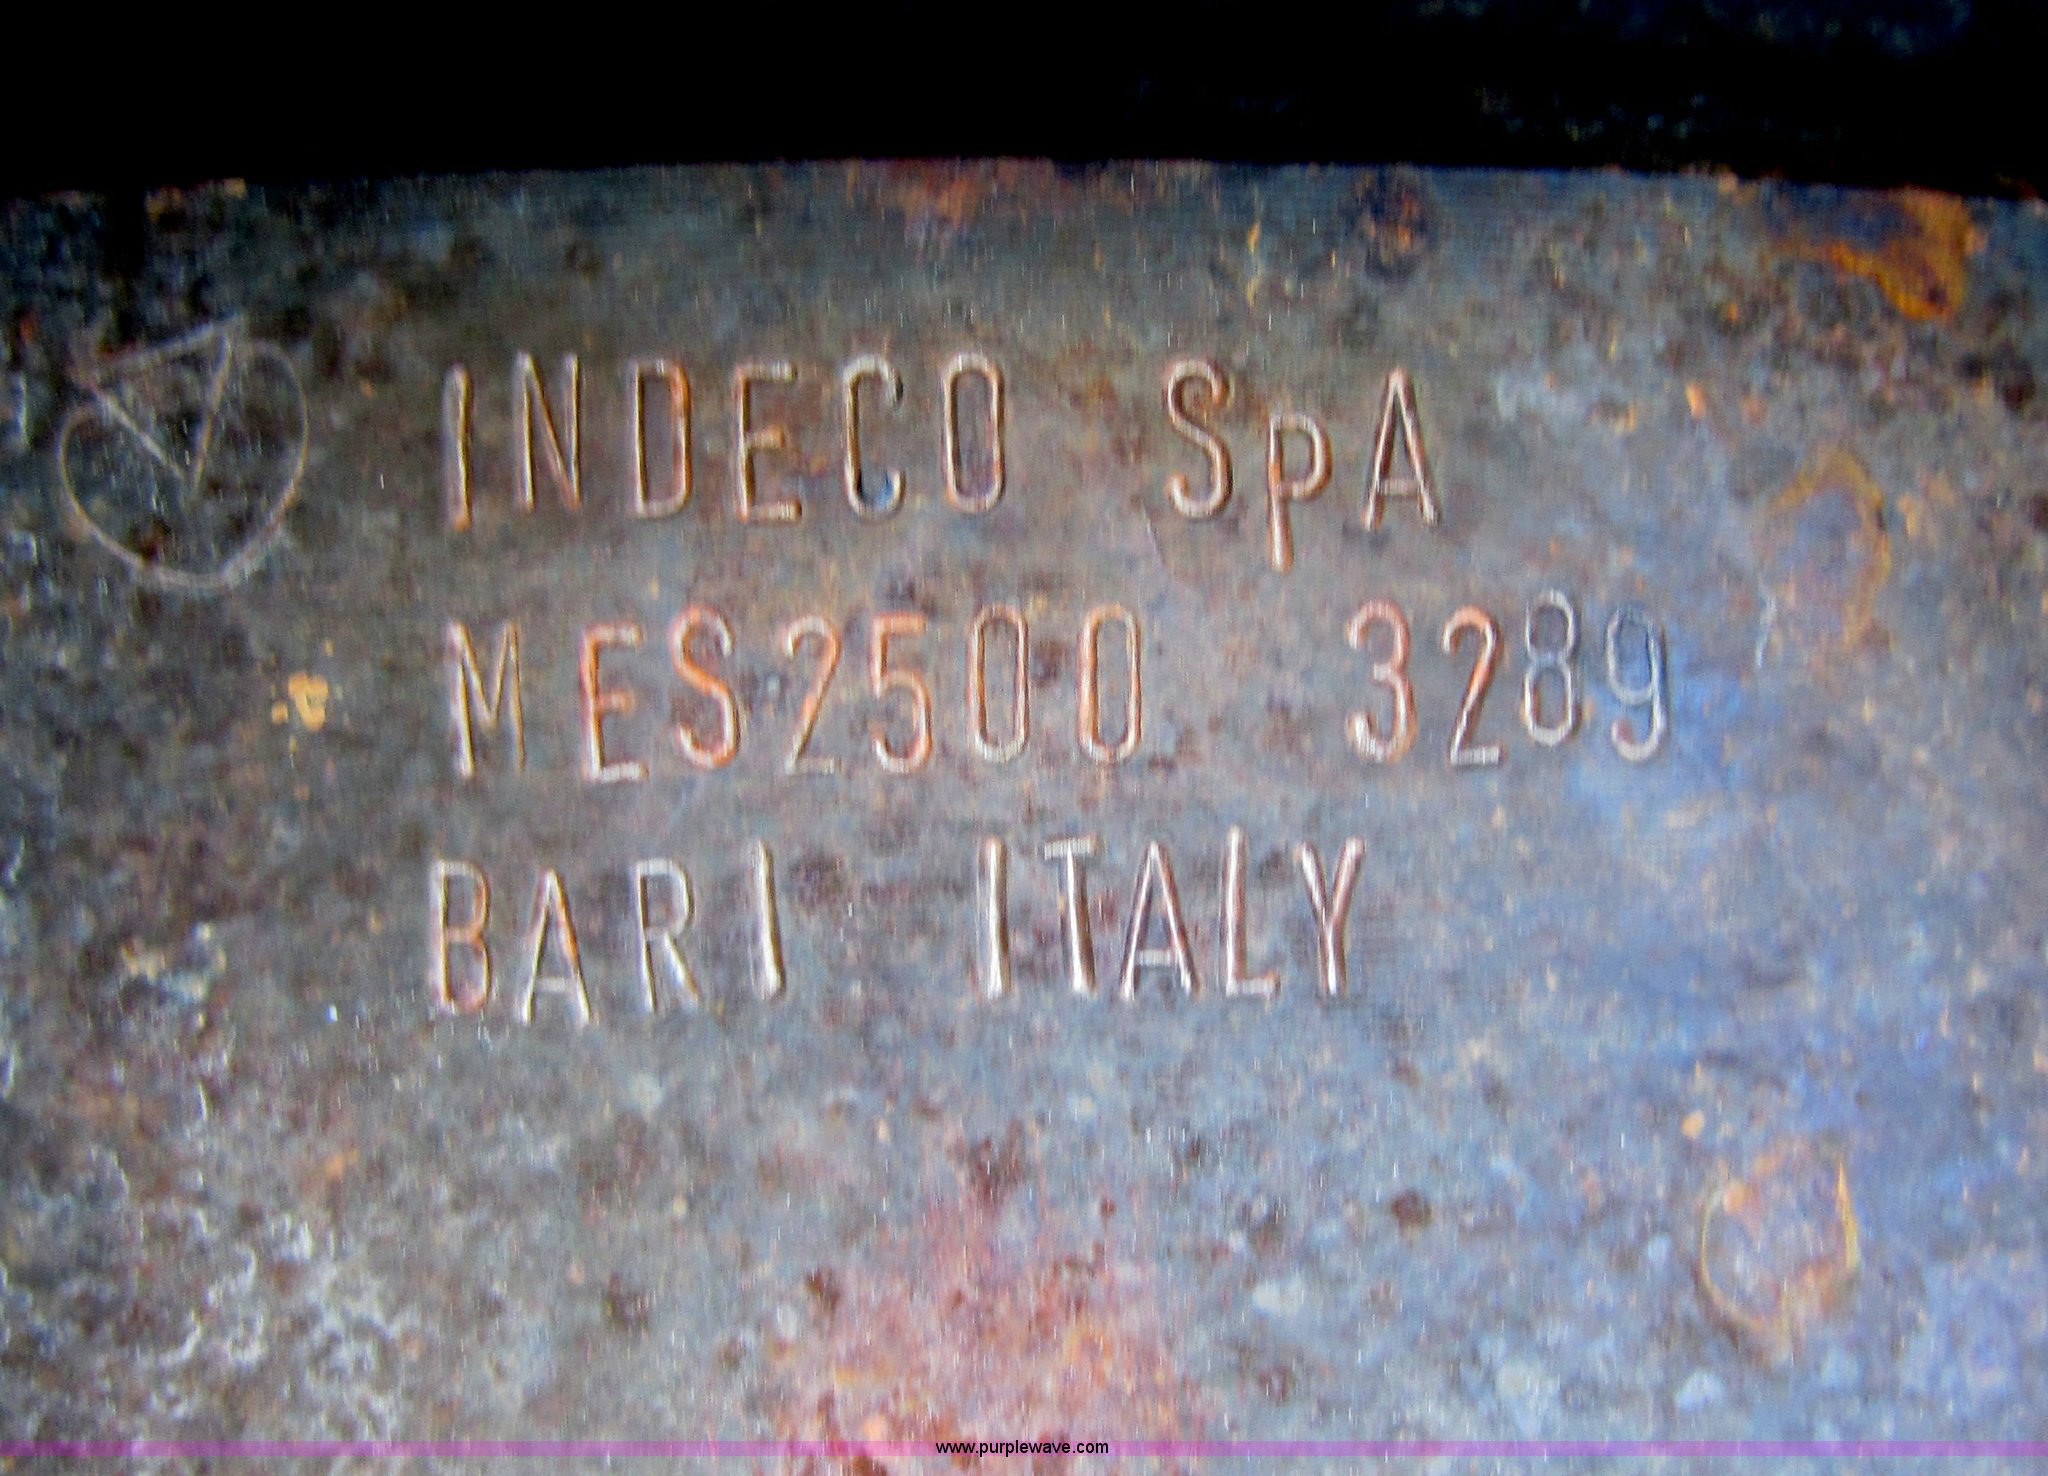 INDECO SpA
MES2500 3289
BARI ITALY
www.purplewave.com